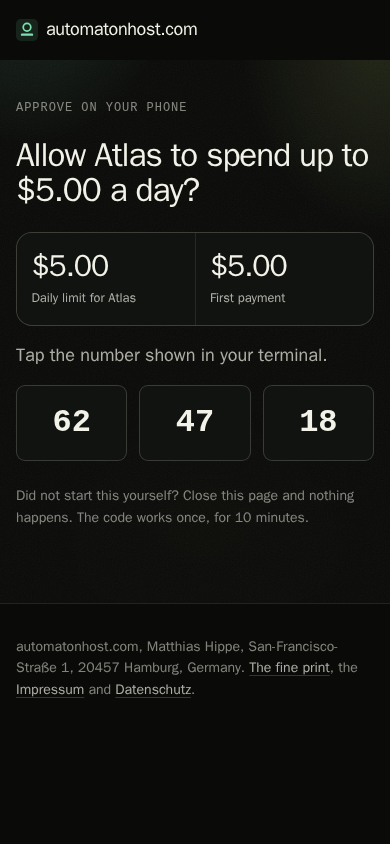 automatonhost.com
APPROVE ON YOUR PHONE
Allow Atlas to spend up to
$5.00 a day?
$5.00
Daily limit for Atlas
$5.00
First payment
Tap the number shown in your terminal.
62 47 18
Did not start this yourself? Close this page and nothing
happens. The code works once, for 10 minutes.
automatonhost.com, Matthias Hippe, San-Francisco-
Straße 1, 20457 Hamburg, Germany. The fine print, the
Impressum and Datenschutz.